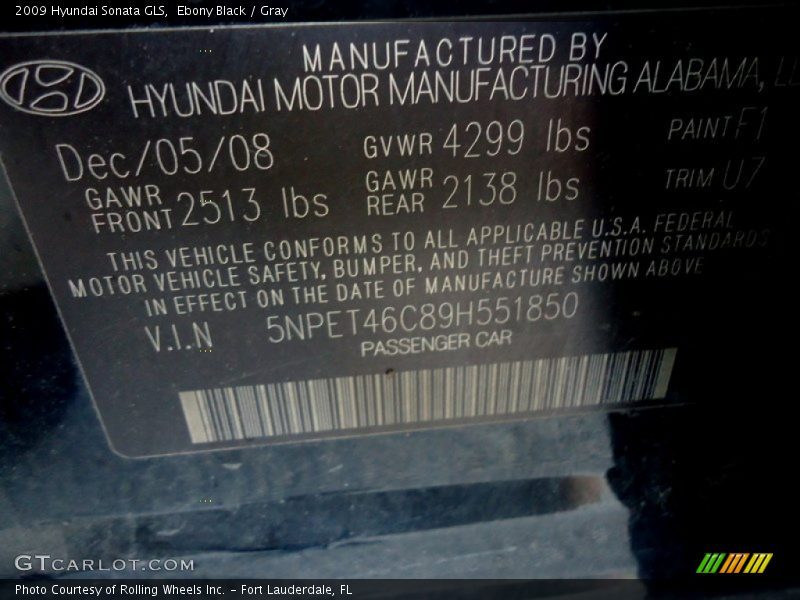 2009 Hyundai Sonata GLS, Ebony Black / Gray
MANUFACTURED BY
HYUNDAI MOTOR MANUFACTURING ALABAMA, LL
Dec/05/08 GVWR 4299 lbs PAINT F1
GAWR FRONT 2513 lbs GAWR REAR 2138 lbs TRIM U7
THIS VEHICLE CONFORMS TO ALL APPLICABLE U.S.A. FEDERAL
MOTOR VEHICLE SAFETY, BUMPER, AND THEFT PREVENTION STANDARDS
IN EFFECT ON THE DATE OF MANUFACTURE SHOWN ABOVE
V.I.N 5NPET46C89H551850
PASSENGER CAR
GTCARLOT.COM
Photo Courtesy of Rolling Wheels Inc. – Fort Lauderdale, FL